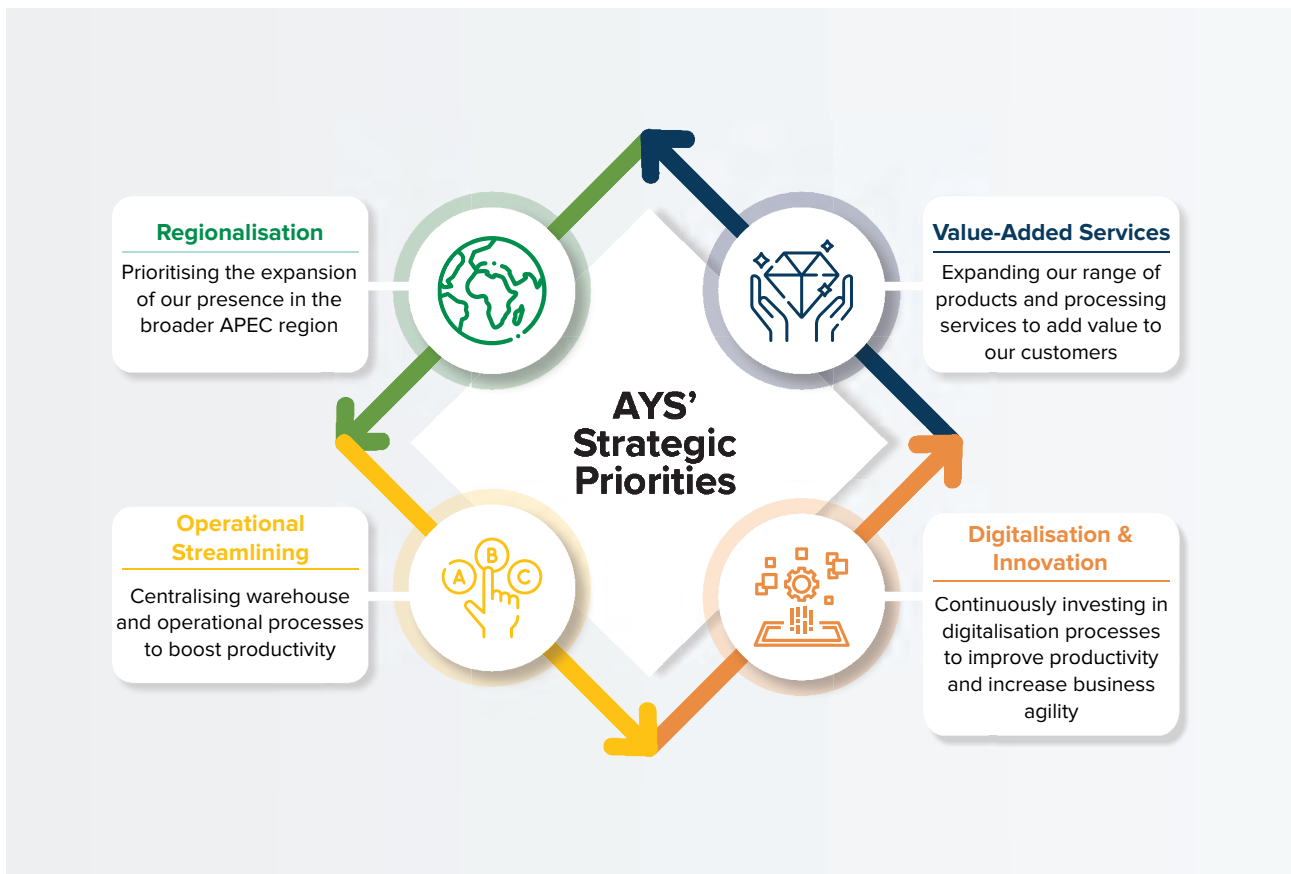 Regionalisation
Prioritising the expansion
of our presence in the
broader APEC region
Value-Added Services
Expanding our range of
products and processing
services to add value to
our customers
AYS’
Strategic
Priorities
Operational
Streamlining
Centralising warehouse
and operational processes
to boost productivity
A
B
C
Digitalisation &
Innovation
Continuously investing in
digitalisation processes
to improve productivity
and increase business
agility